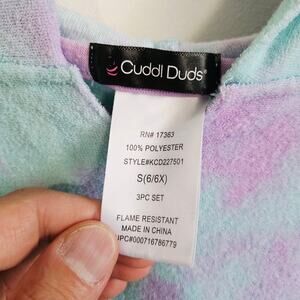 Cuddl Duds®
RN# 17363
100% POLYESTER
STYLE#KCD227501
S(6/6X)
3PC SET
FLAME RESISTANT
MADE IN CHINA
UPC#000716786779